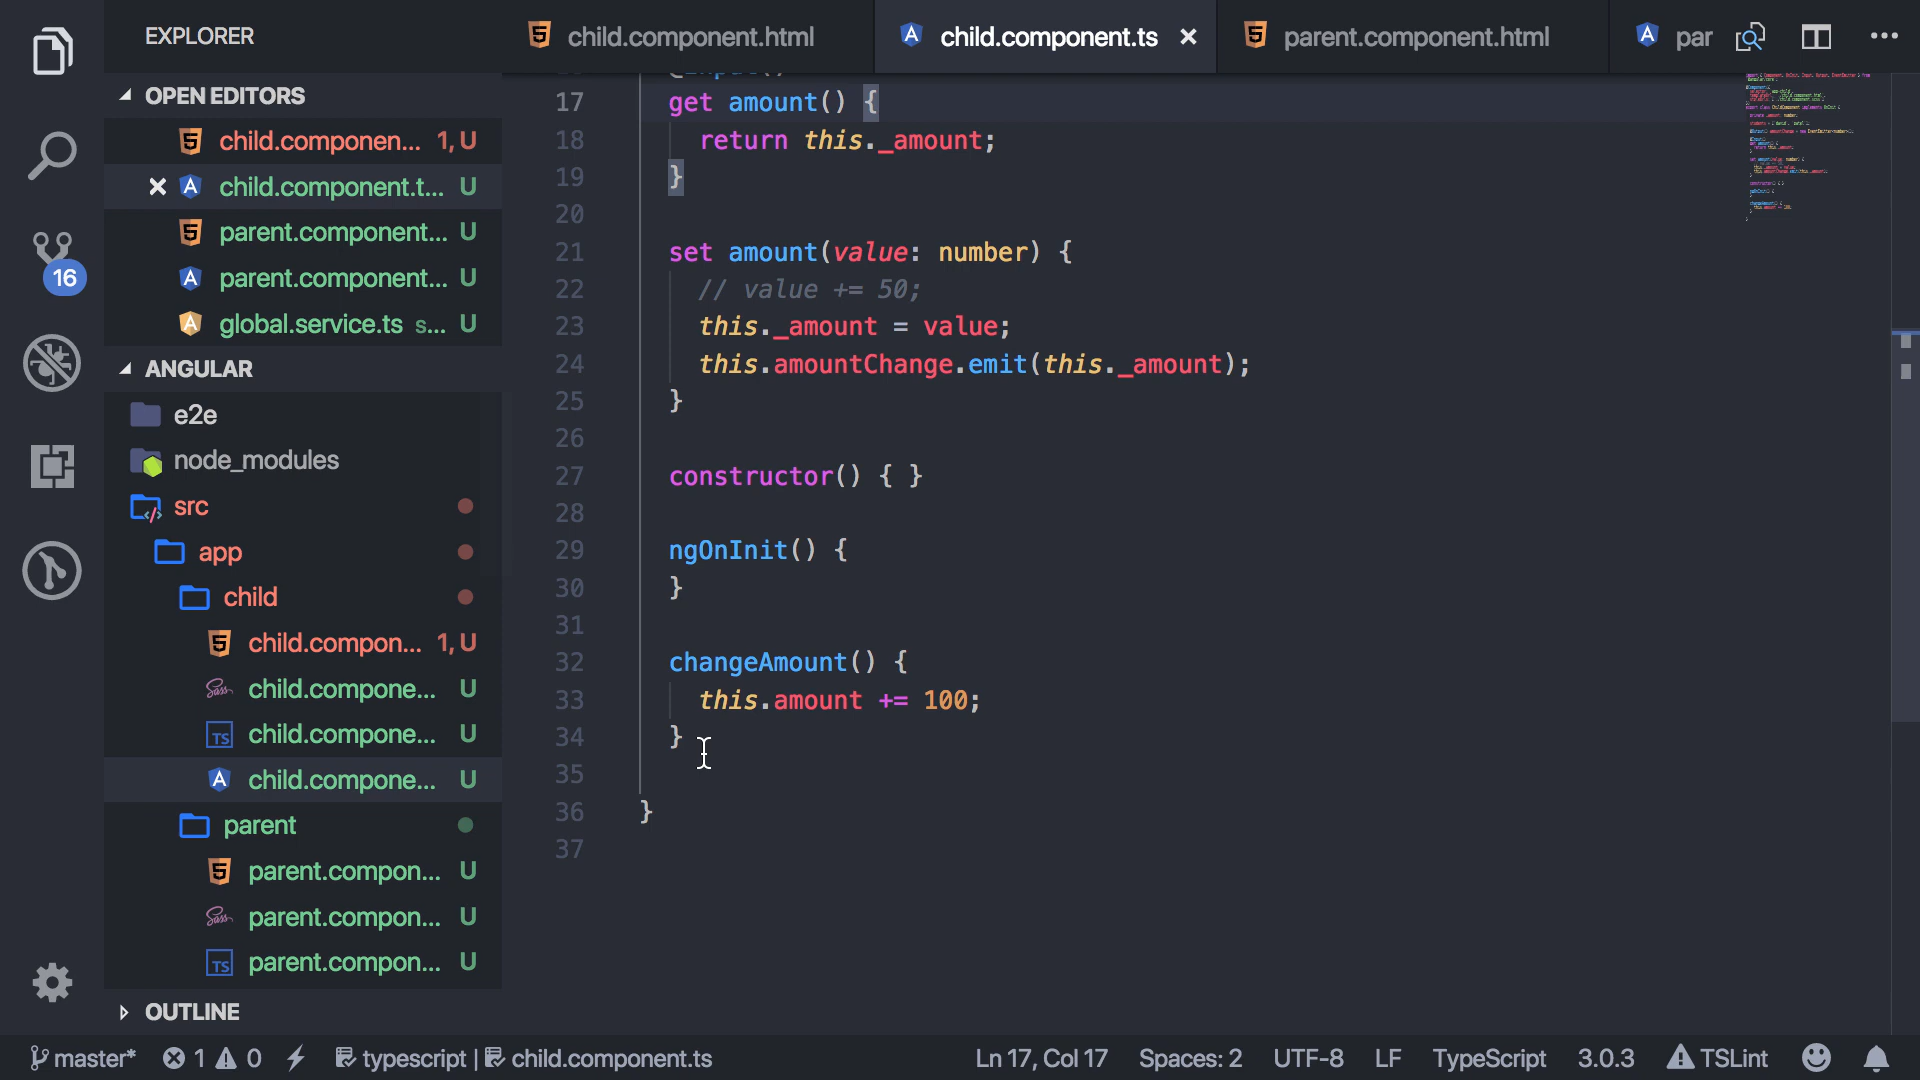 EXPLORER
child.component.html
child.component.ts
parent.component.html
par
OPEN EDITORS
child.componen... 1, U
child.component.t... U
parent.component... U
parent.component... U
global.service.ts s... U
16
ANGULAR
e2e
node_modules
src
app
child
child.compon... 1, U
child.compone... U
child.compone... U
child.compone... U
parent
parent.compon... U
parent.compon... U
parent.compon... U
OUTLINE
17 get amount() {
18 return this._amount;
19 }
20
21 set amount(value: number) {
22 // value += 50;
23 this._amount = value;
24 this.amountChange.emit(this._amount);
25 }
26
27 constructor() { }
28
29 ngOnInit() {
30 }
31
32 changeAmount() {
33 this.amount += 100;
34 }
35
36 }
37
master* 1 0 typescript | child.component.ts Ln 17, Col 17 Spaces: 2 UTF-8 LF TypeScript 3.0.3 TSLint